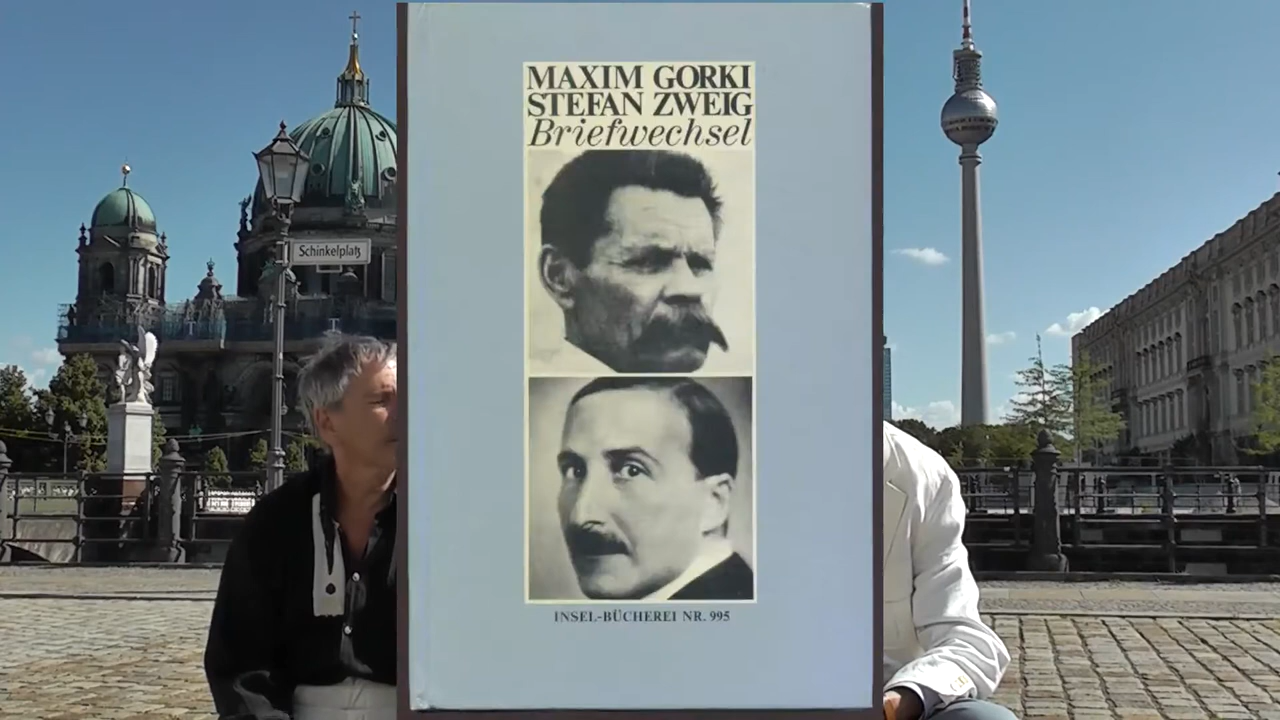 Schinkelplatz
MAXIM GORKI
STEFAN ZWEIG
Briefwechsel
INSEL-BÜCHEREI NR. 995